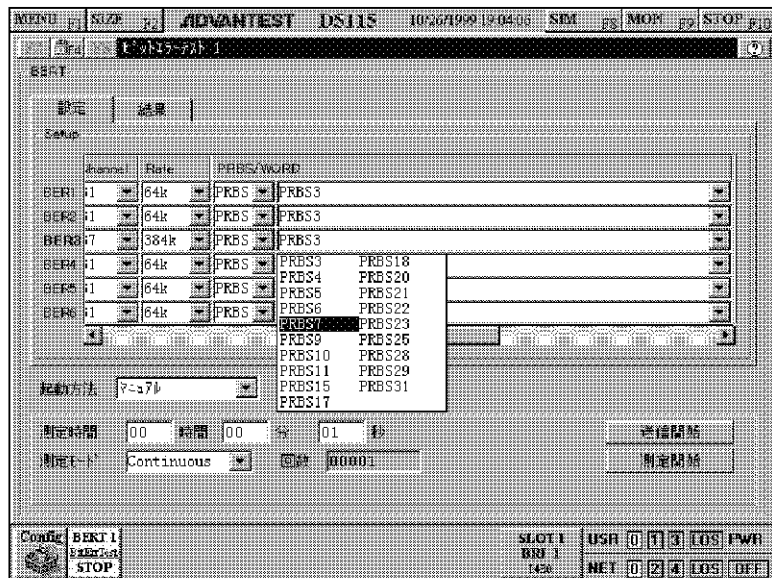 MENU F1 SIZE F2 ADVANTEST D5115 10/26/1999 19:04:06 SIM F8 MON F9 STOP F10
ビットエラーテスト 1
BERT
設定 結果
Setup
Channel Rate PRBS/WORD
BER1 64k PRBS PRBS3
BER2 64k PRBS PRBS3
BER3 384k PRBS PRBS3
BER4 64k PRBS
BER5 64k PRBS
BER6 64k PRBS
PRBS3 PRBS18
PRBS4 PRBS20
PRBS5 PRBS21
PRBS6 PRBS22
PRBS7 PRBS23
PRBS9 PRBS25
PRBS10 PRBS28
PRBS11 PRBS29
PRBS15 PRBS31
PRBS17
起動方法 マニュアル
測定時間 00 時間 00 分 01 秒 送信開始
測定モード Continuous 回数 00001 測定開始
Config BERT 1 SLOT 1 USR 0 1 3 LOS PWR
BitErrTest BRI 1
STOP I430 NET 0 2 4 LOS OFF